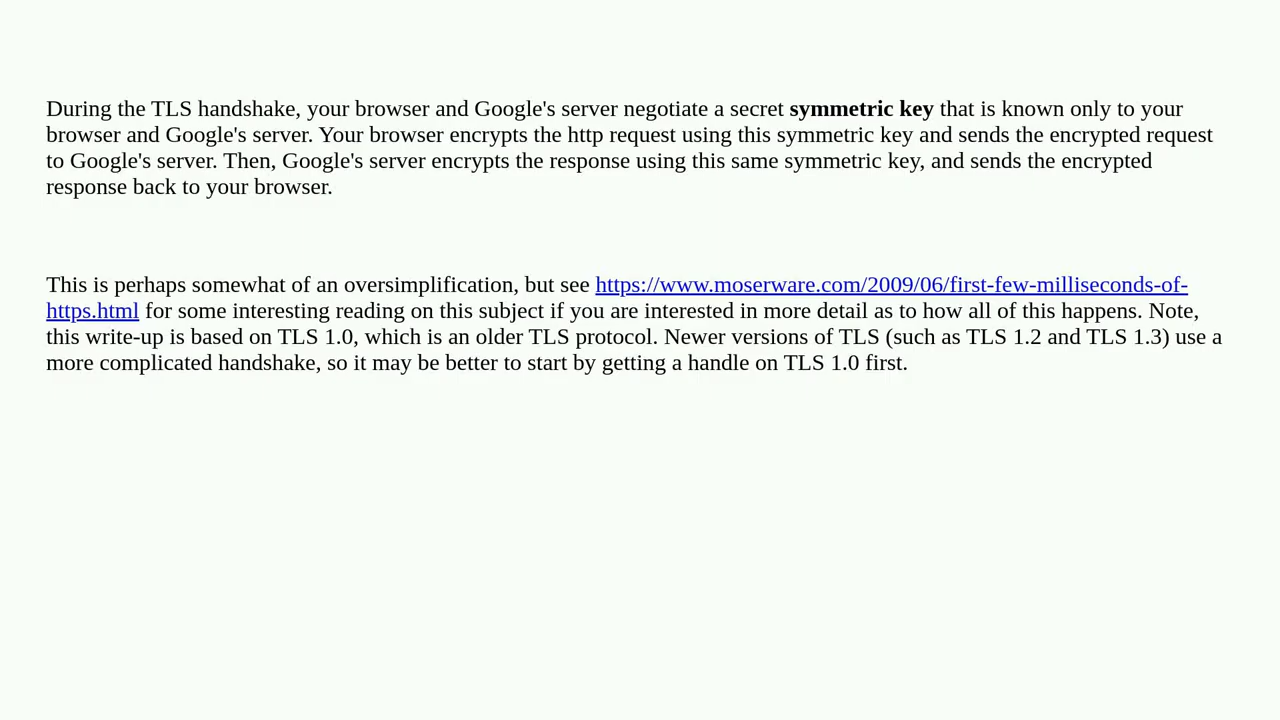 During the TLS handshake, your browser and Google's server negotiate a secret symmetric key that is known only to your
browser and Google's server. Your browser encrypts the http request using this symmetric key and sends the encrypted request
to Google's server. Then, Google's server encrypts the response using this same symmetric key, and sends the encrypted
response back to your browser.
This is perhaps somewhat of an oversimplification, but see https://www.moserware.com/2009/06/first-few-milliseconds-of-
https.html for some interesting reading on this subject if you are interested in more detail as to how all of this happens. Note,
this write-up is based on TLS 1.0, which is an older TLS protocol. Newer versions of TLS (such as TLS 1.2 and TLS 1.3) use a
more complicated handshake, so it may be better to start by getting a handle on TLS 1.0 first.